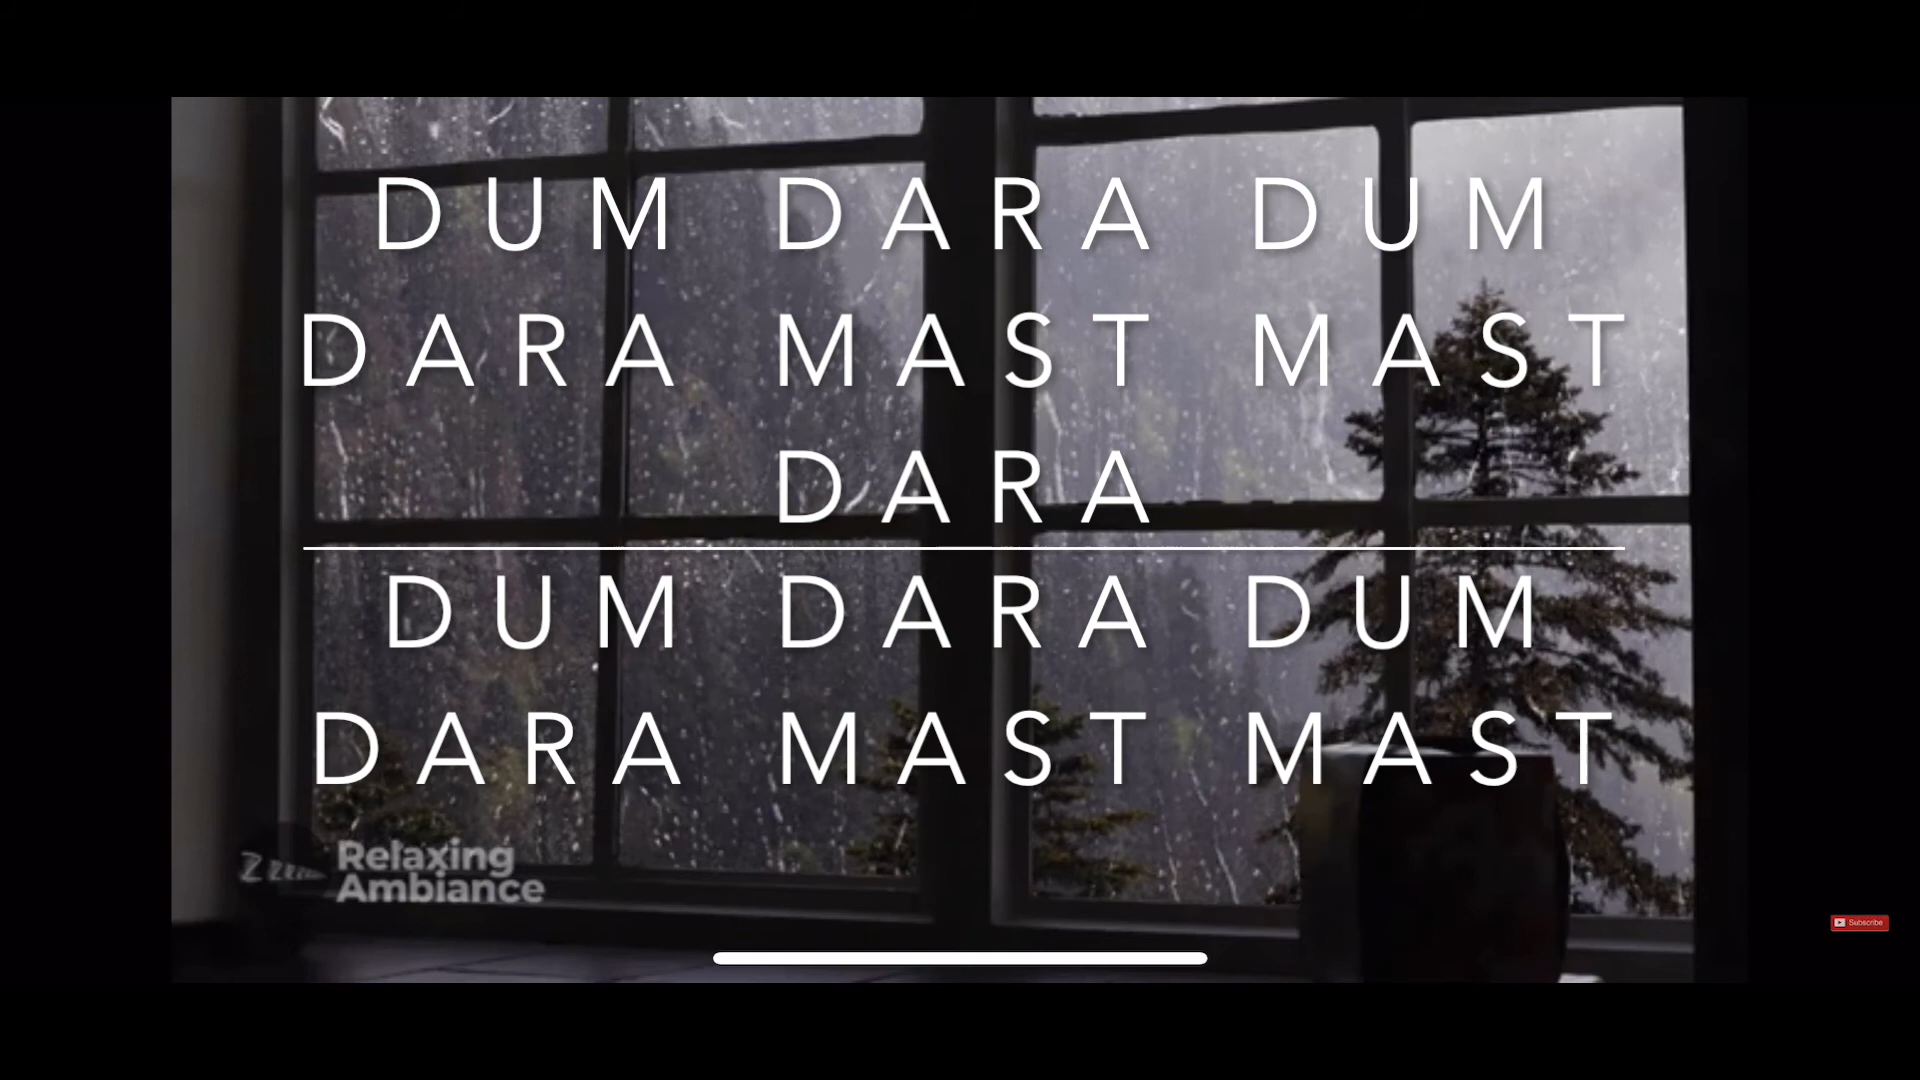 DUM DARA DUM
DARA MAST MAST
DARA
DUM DARA DUM
DARA MAST MAST
Relaxing
Ambiance
Subscribe